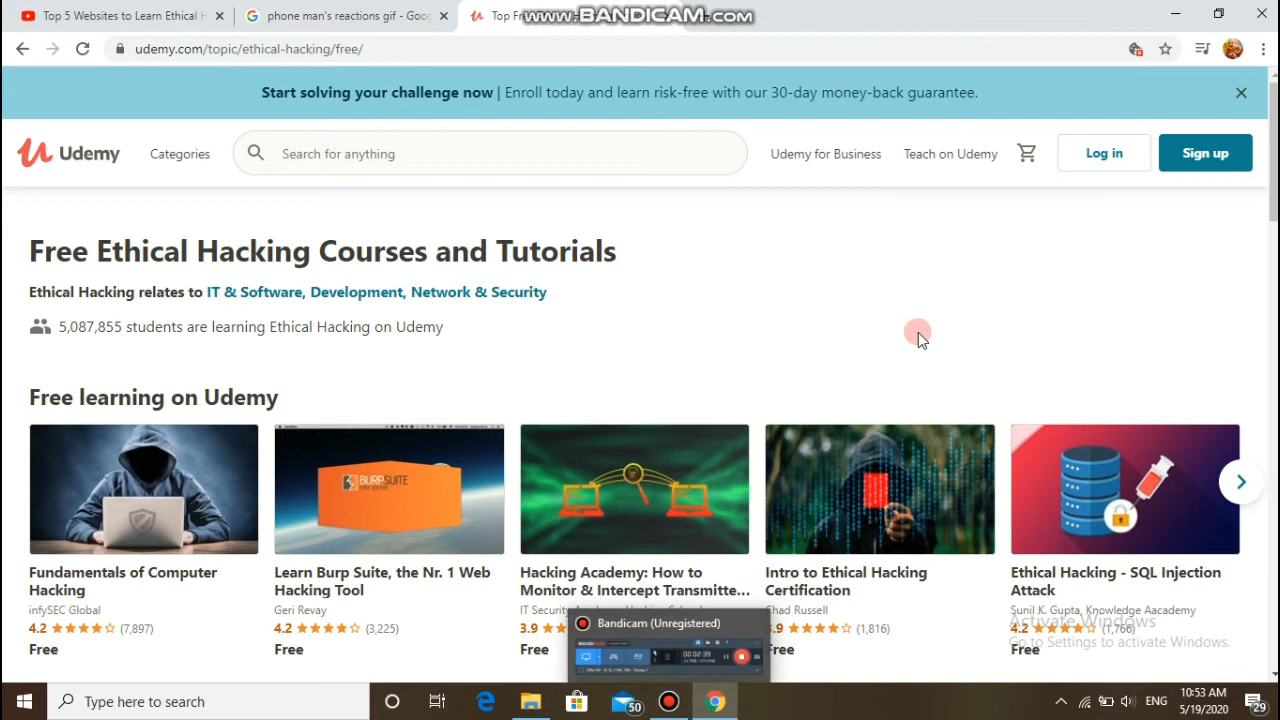 Top 5 Websites to Learn Ethical H
phone man's reactions gif - Goog
Top Fr
www.BANDICAM.com
udemy.com/topic/ethical-hacking/free/
Start solving your challenge now | Enroll today and learn risk-free with our 30-day money-back guarantee.
Udemy
Categories
Search for anything
Udemy for Business
Teach on Udemy
Log in
Sign up
Free Ethical Hacking Courses and Tutorials
Ethical Hacking relates to IT & Software, Development, Network & Security
5,087,855 students are learning Ethical Hacking on Udemy
Free learning on Udemy
BURPSUITE
Fundamentals of Computer
Hacking
infySEC Global
4.2 (7,897)
Free
Learn Burp Suite, the Nr. 1 Web
Hacking Tool
Geri Revay
4.2 (3,225)
Free
Hacking Academy: How to
Monitor & Intercept Transmitte...
3.9
Free
Intro to Ethical Hacking
Certification
Chad Russell
3.9 (1,816)
Free
Ethical Hacking - SQL Injection
Attack
Sunil K. Gupta, Knowledge Aacademy
4.2 (1,766)
Free
Activate Windows
Go to Settings to activate Windows.
Bandicam (Unregistered)
BANDICAM
00:02:39
Type here to search
50
ENG
10:53 AM
5/19/2020
29